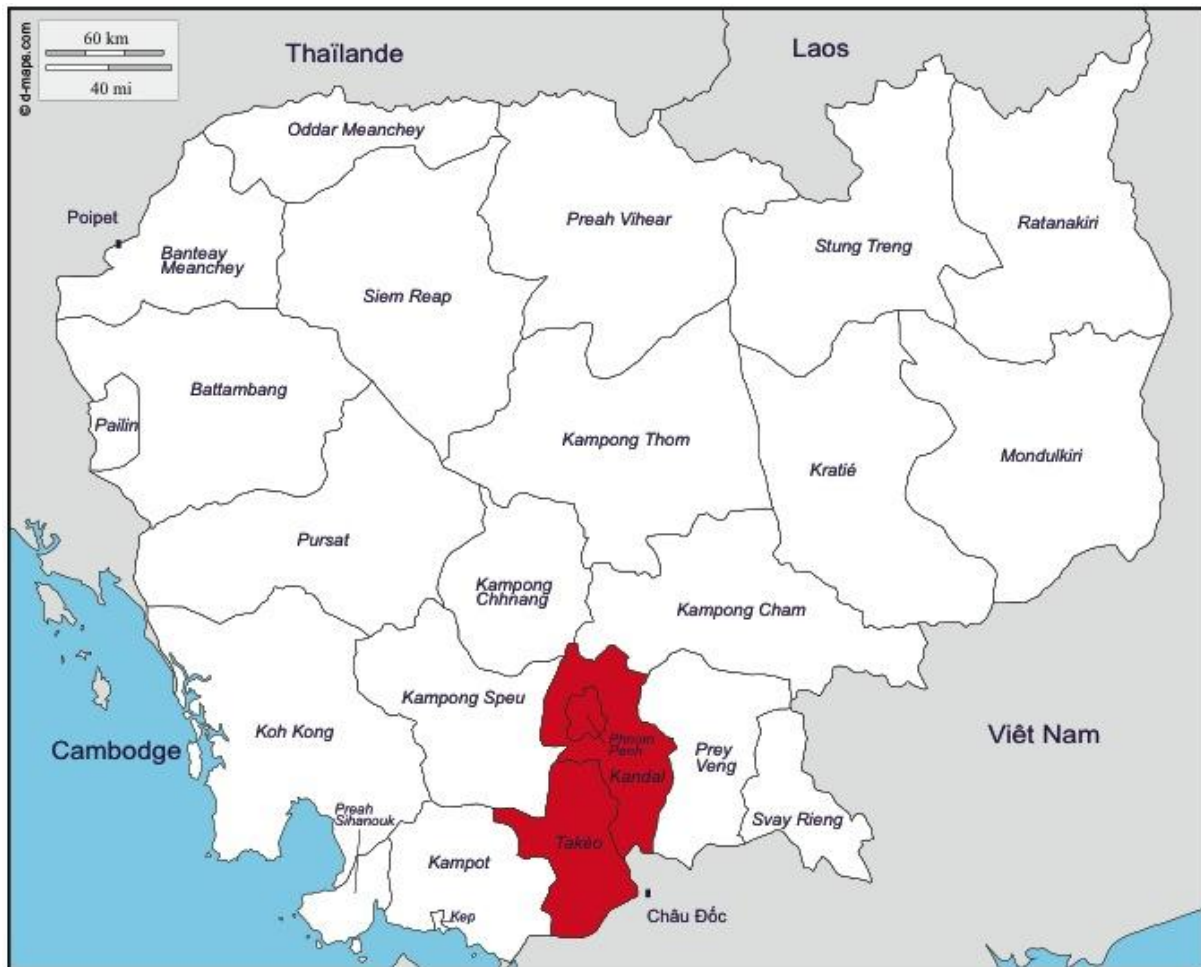 © d-maps.com
60 km
40 mi
Thaïlande
Laos
Oddar Meanchey
Preah Vihear
Ratanakiri
Poipet
Stung Treng
Banteay
Meanchey
Siem Reap
Battambang
Pailin
Kampong Thom
Kratié
Mondulkiri
Pursat
Kampong
Chhnang
Kampong Cham
Kampong Speu
Koh Kong
Phnom
Penh
Viêt Nam
Cambodge
Prey
Veng
Kandal
Preah
Sihanouk
Svay Rieng
Takéo
Kampot
Kep
Châu Đốc